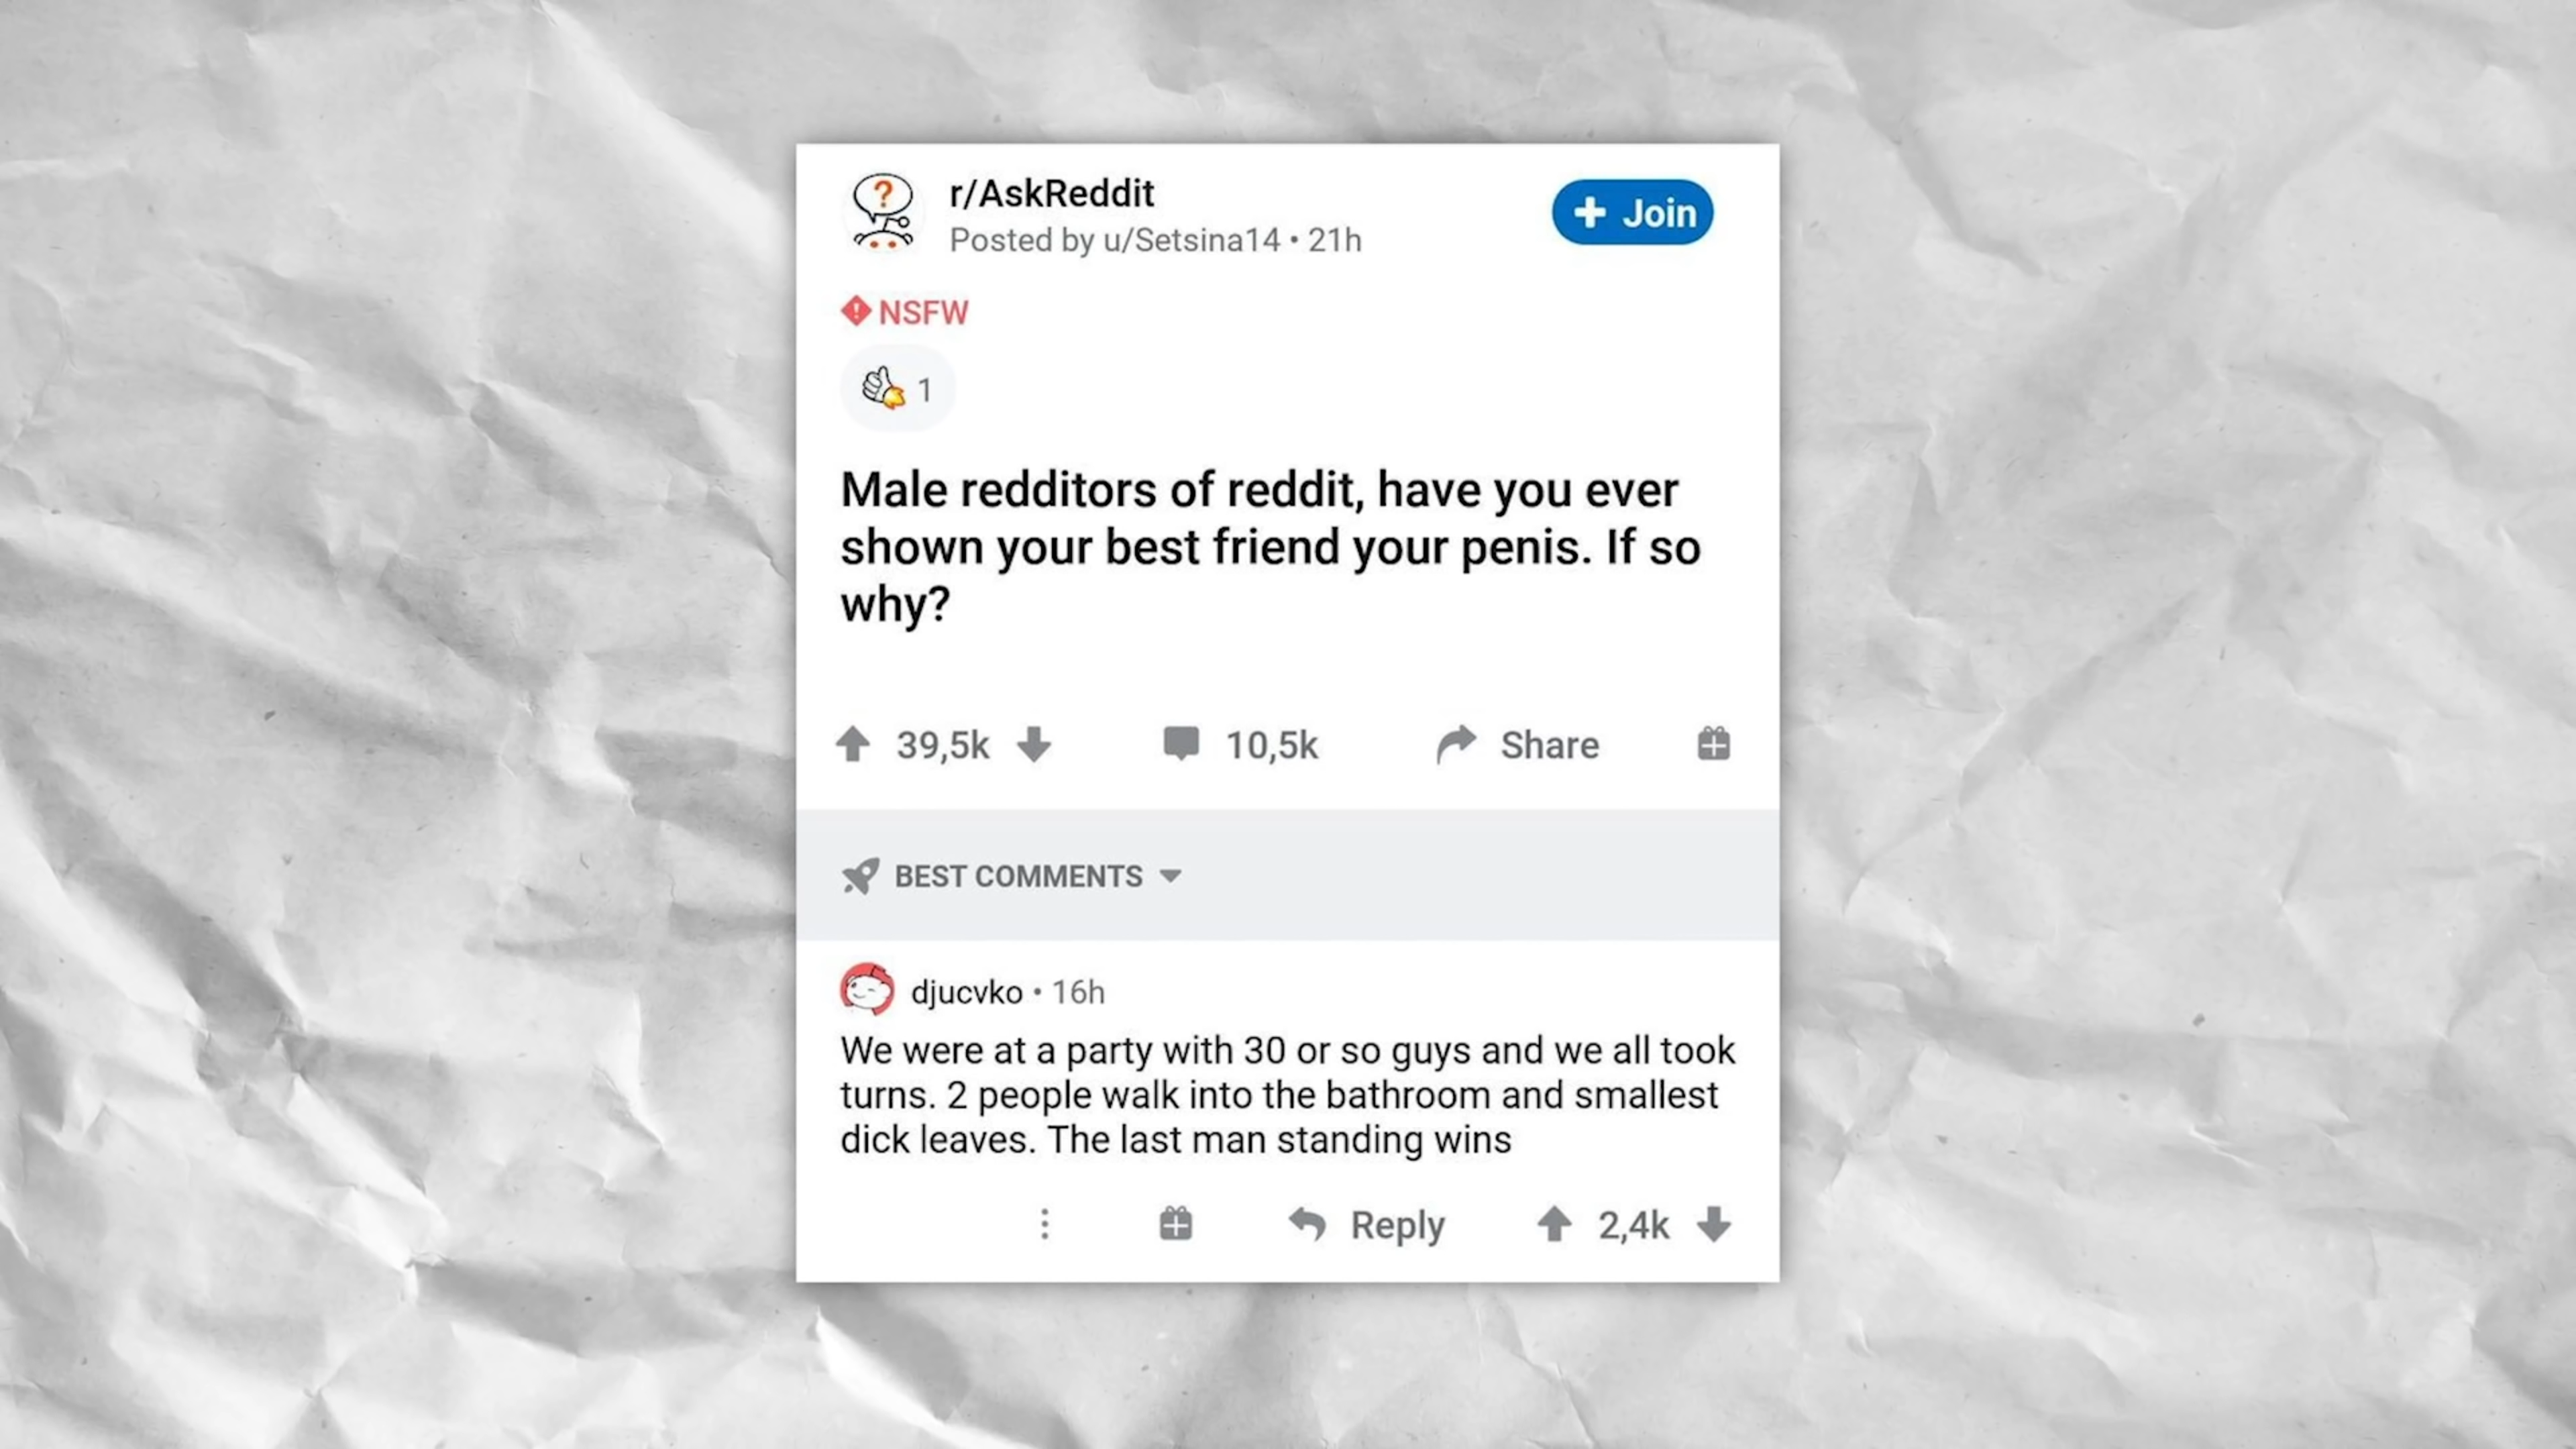 r/AskReddit
Posted by u/Setsina14 • 21h
+ Join
NSFW
1
Male redditors of reddit, have you ever
shown your best friend your penis. If so
why?
39,5k
10,5k
Share
BEST COMMENTS
djucvko • 16h
We were at a party with 30 or so guys and we all took
turns. 2 people walk into the bathroom and smallest
dick leaves. The last man standing wins
Reply
2,4k